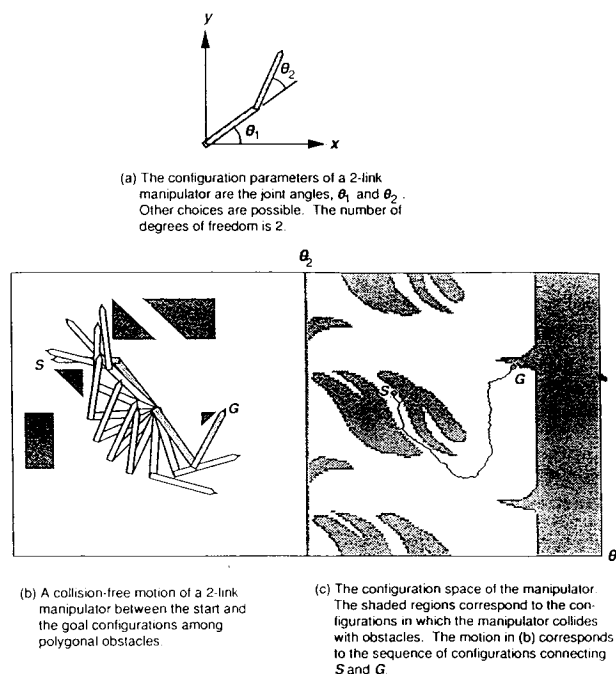 y
θ2
θ1
x
(a) The configuration parameters of a 2-link
manipulator are the joint angles, θ1 and θ2 .
Other choices are possible. The number of
degrees of freedom is 2.
θ2
S
G
S
G
θ
(b) A collision-free motion of a 2-link
manipulator between the start and
the goal configurations among
polygonal obstacles.
(c) The configuration space of the manipulator.
The shaded regions correspond to the con-
figurations in which the manipulator collides
with obstacles. The motion in (b) corresponds
to the sequence of configurations connecting
S and G.